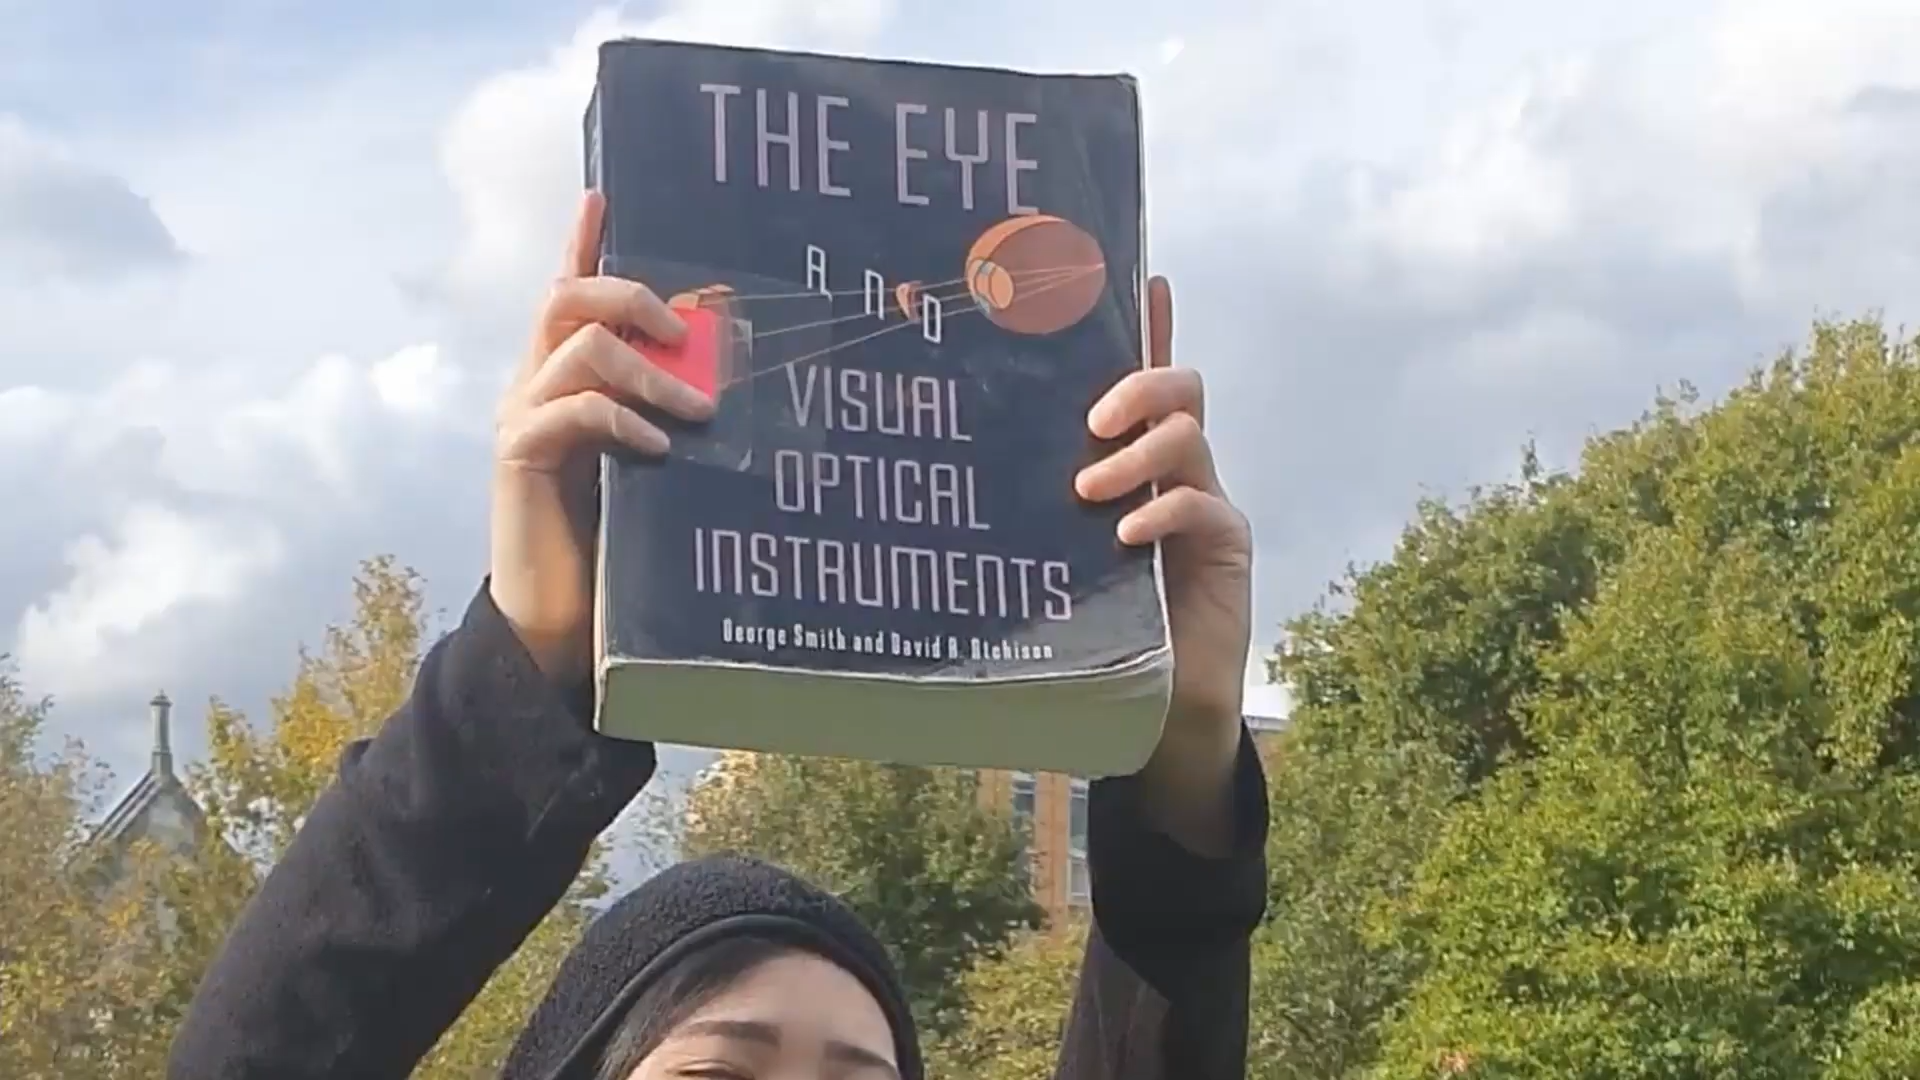 THE EYE
AND
VISUAL
OPTICAL
INSTRUMENTS
George Smith and David A. Atchison